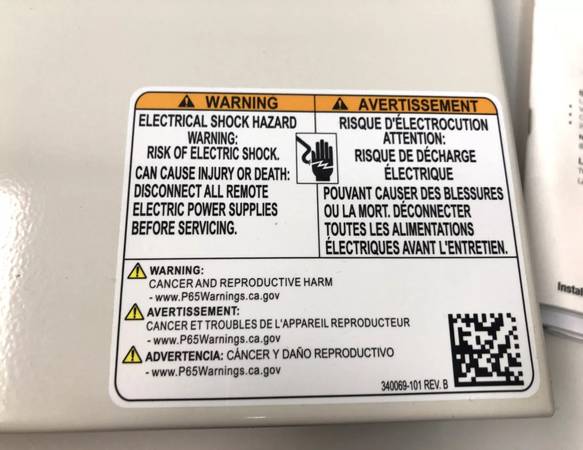 ⚠ WARNING
ELECTRICAL SHOCK HAZARD
WARNING:
RISK OF ELECTRIC SHOCK.
CAN CAUSE INJURY OR DEATH:
DISCONNECT ALL REMOTE
ELECTRIC POWER SUPPLIES
BEFORE SERVICING.
⚠ AVERTISSEMENT
RISQUE D'ÉLECTROCUTION
ATTENTION:
RISQUE DE DÉCHARGE
ÉLECTRIQUE
POUVANT CAUSER DES BLESSURES
OU LA MORT. DÉCONNECTER
TOUTES LES ALIMENTATIONS
ÉLECTRIQUES AVANT L'ENTRETIEN.
⚠ WARNING:
CANCER AND REPRODUCTIVE HARM
- www.P65Warnings.ca.gov
⚠ AVERTISSEMENT:
CANCER ET TROUBLES DE L'APPAREIL REPRODUCTEUR
- www.P65Warnings.ca.gov
⚠ ADVERTENCIA: CÁNCER Y DAÑO REPRODUCTIVO
- www.P65Warnings.ca.gov
340069-101 REV. B